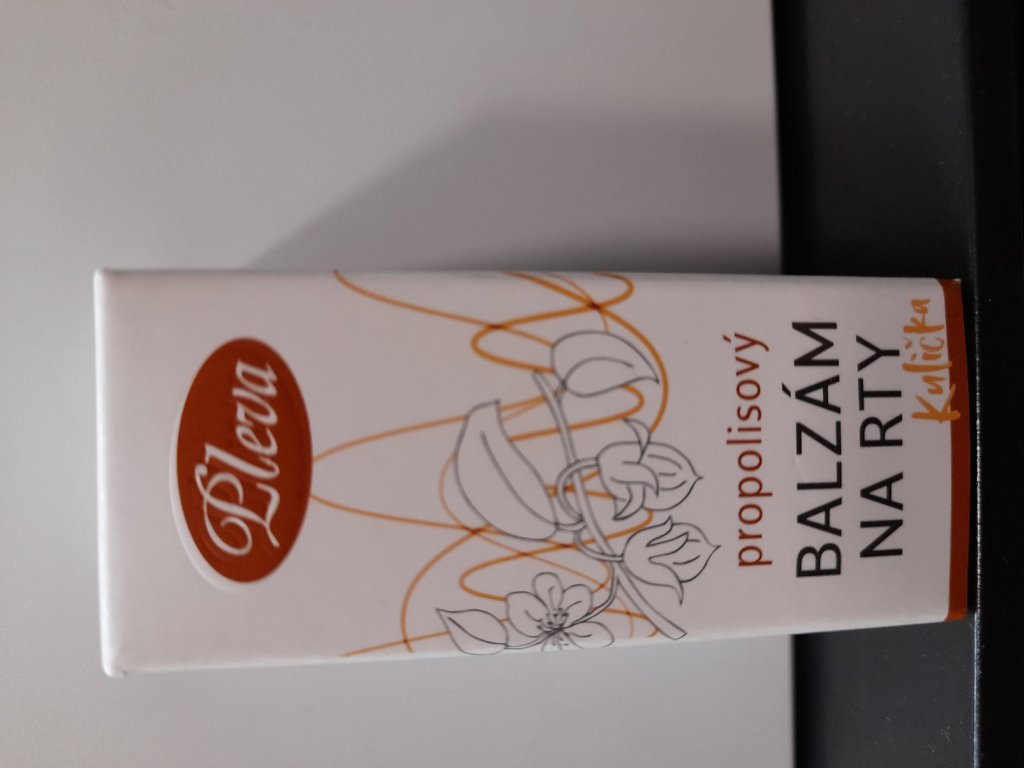 Pleva
propolisový
BALZÁM
NA RTY
Kulička